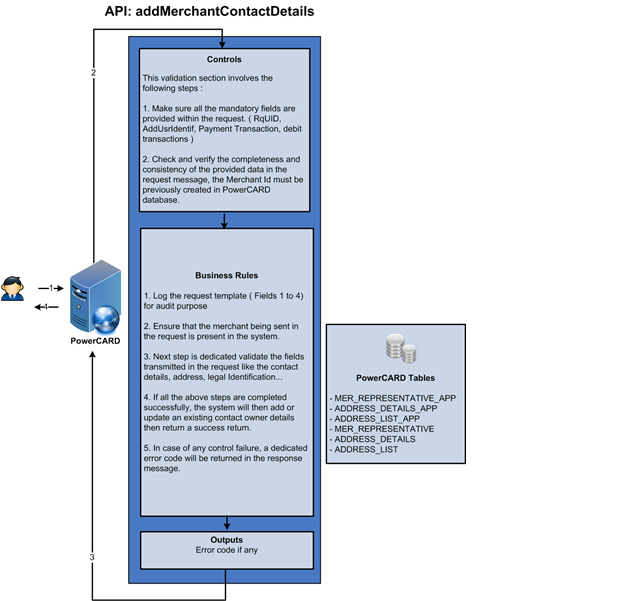 API: addMerchantContactDetails
2
Controls
This validation section involves the
following steps :
1. Make sure all the mandatory fields are
provided within the request. ( RqUID,
AddUsrIdentif, Payment Transaction, debit
transactions )
2. Check and verify the completeness and
consistency of the provided data in the
request message, the Merchant Id must be
previously created in PowerCARD
database.
1
4
PowerCARD
Business Rules
1. Log the request template ( Fields 1 to 4)
for audit purpose
2. Ensure that the merchant being sent in
the request is present in the system.
3. Next step is dedicated validate the fields
transmitted in the request like the contact
details, address, legal Identification...
4. If all the above steps are completed
successfully, the system will then add or
update an existing contact owner details
then return a success return.
5. In case of any control failure, a dedicated
error code will be returned in the response
message.
PowerCARD Tables
- MER_REPRESENTATIVE_APP
- ADDRESS_DETAILS_APP
- ADDRESS_LIST_APP
- MER_REPRESENTATIVE
- ADDRESS_DETAILS
- ADDRESS_LIST
Outputs
Error code if any
3